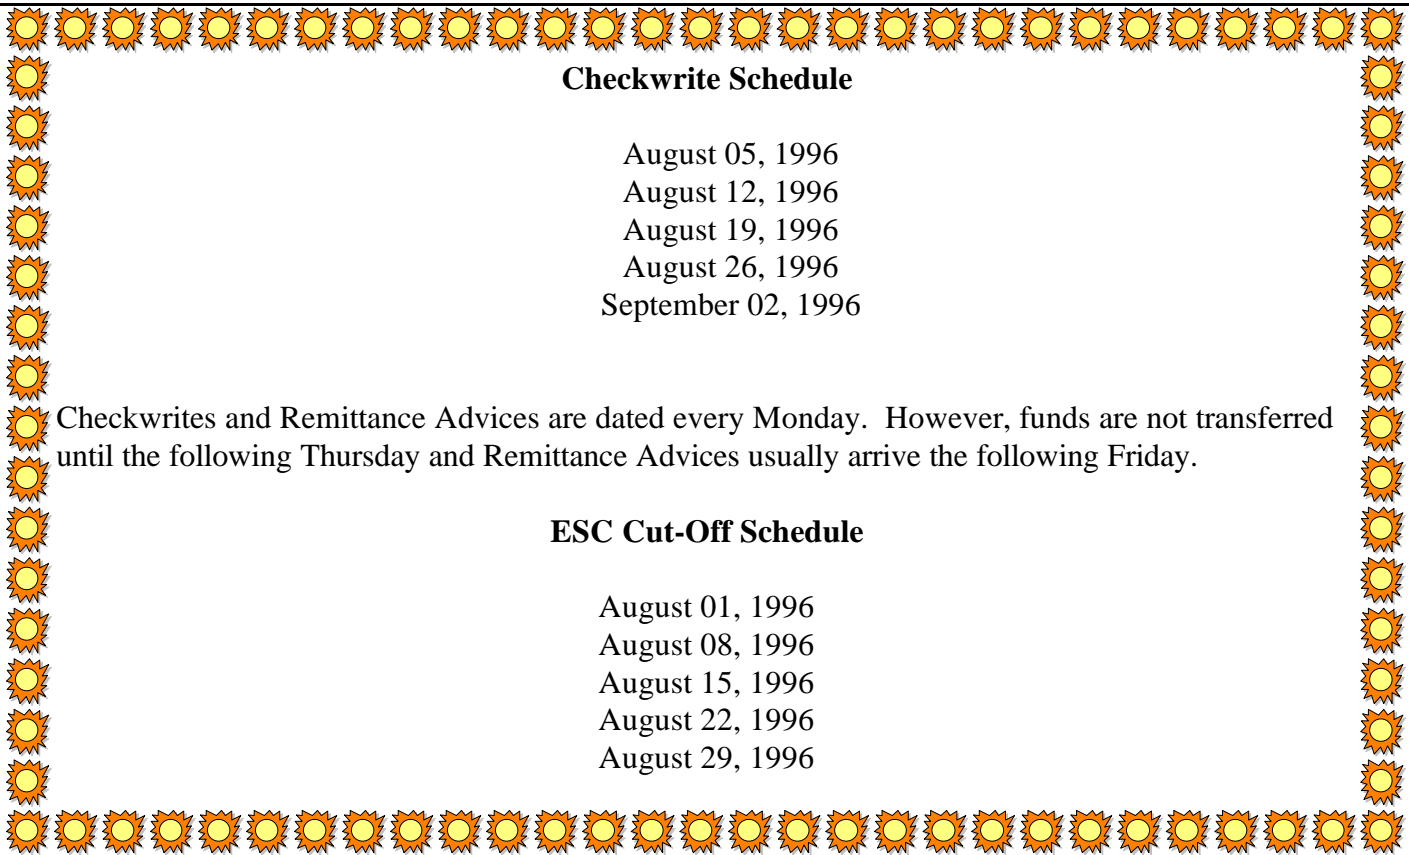 Checkwrite Schedule
August 05, 1996
August 12, 1996
August 19, 1996
August 26, 1996
September 02, 1996
Checkwrites and Remittance Advices are dated every Monday.  However, funds are not transferred
until the following Thursday and Remittance Advices usually arrive the following Friday.
ESC Cut-Off Schedule
August 01, 1996
August 08, 1996
August 15, 1996
August 22, 1996
August 29, 1996